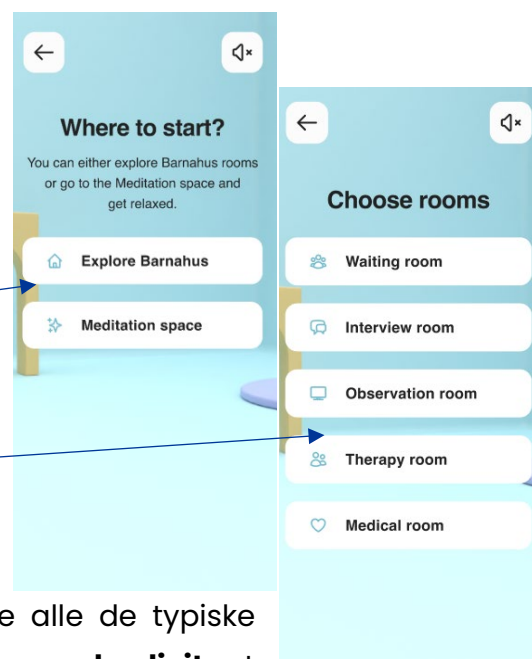 Where to start?
You can either explore Barnahus rooms
or go to the Meditation space and
get relaxed.
Explore Barnahus
Meditation space
Choose rooms
Waiting room
Interview room
Observation room
Therapy room
Medical room
alle de typiske